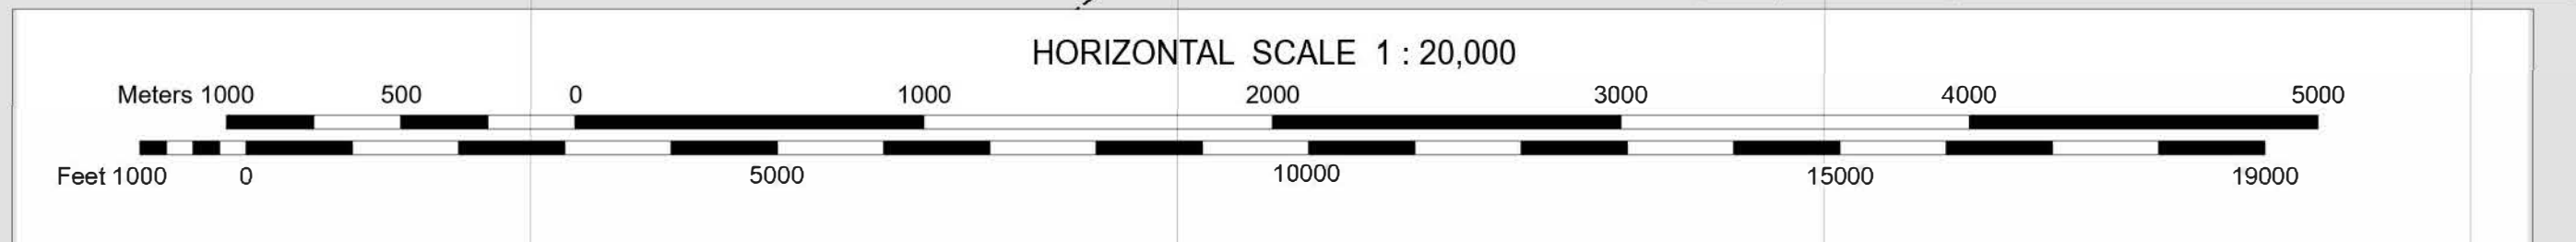 HORIZONTAL SCALE 1 : 20,000
Meters 1000 500 0 1000 2000 3000 4000 5000
Feet 1000 0 5000 10000 15000 19000